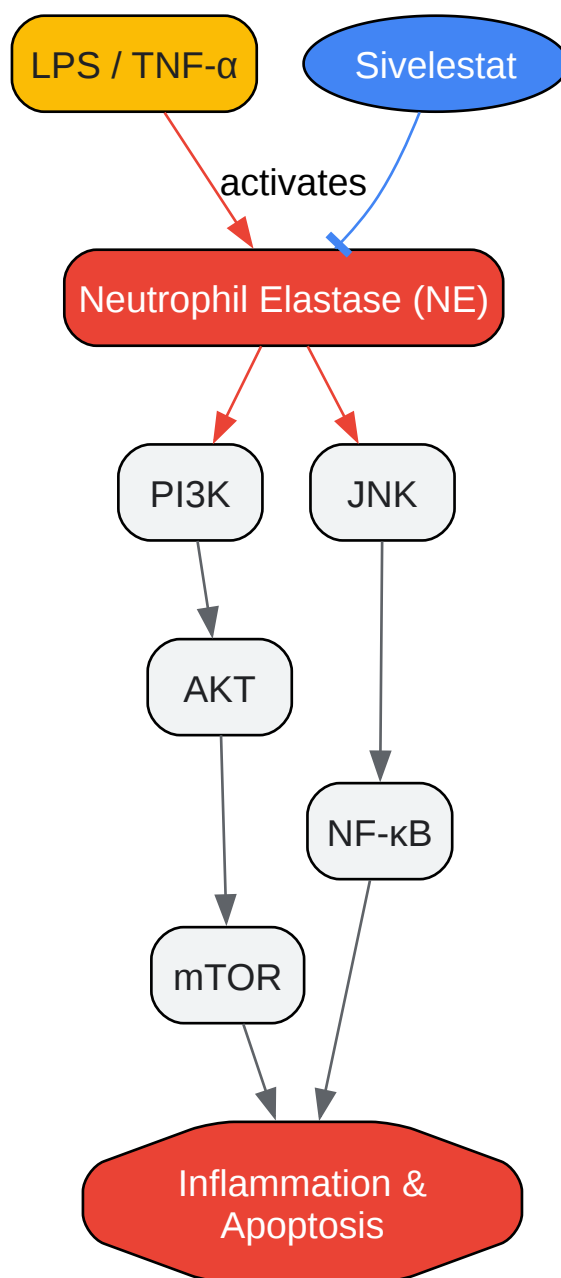 LPS / TNF-α
Sivelestat
activates
Neutrophil Elastase (NE)
PI3K
JNK
AKT
NF-κB
mTOR
Inflammation &
Apoptosis